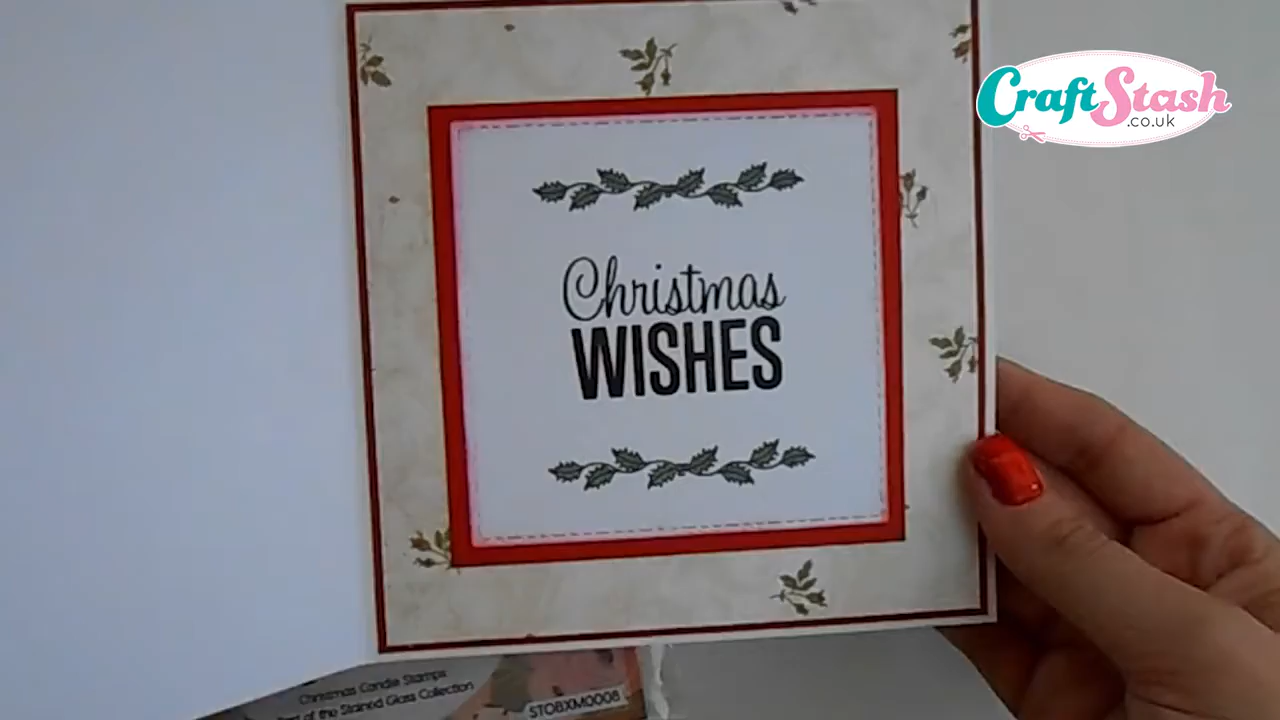 CraftStash
.co.uk
Christmas
WISHES
Christmas Candle Stamps
of the Stained Glass Collection
STOBXM0008